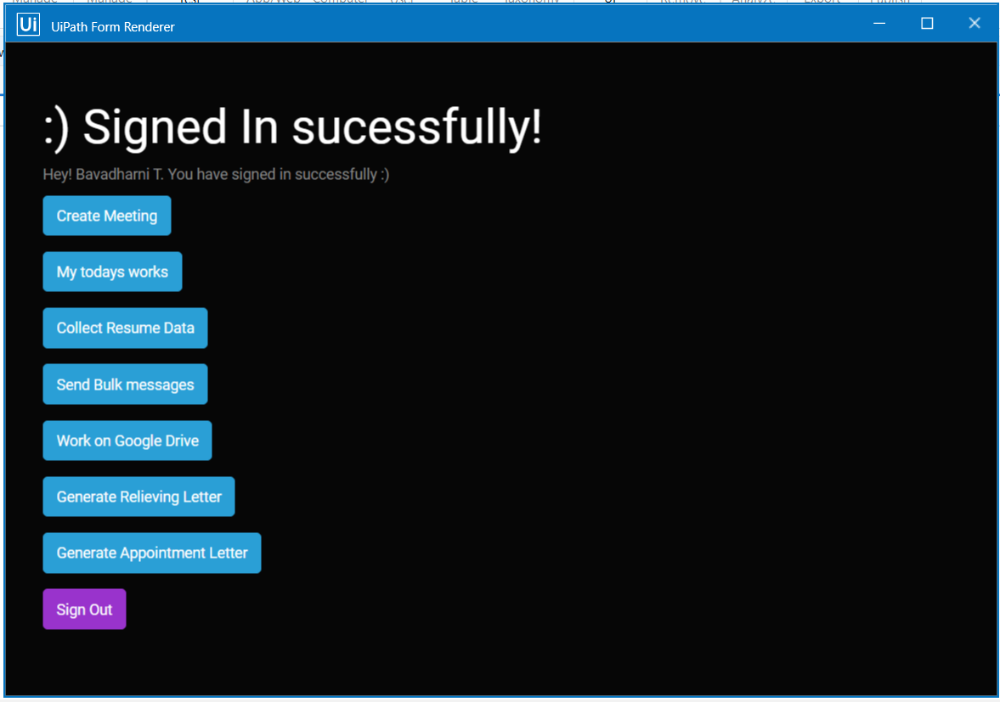 Ui UiPath Form Renderer
:) Signed In sucessfully!
Hey! Bavadharni T. You have signed in successfully :)
Create Meeting
My todays works
Collect Resume Data
Send Bulk messages
Work on Google Drive
Generate Relieving Letter
Generate Appointment Letter
Sign Out